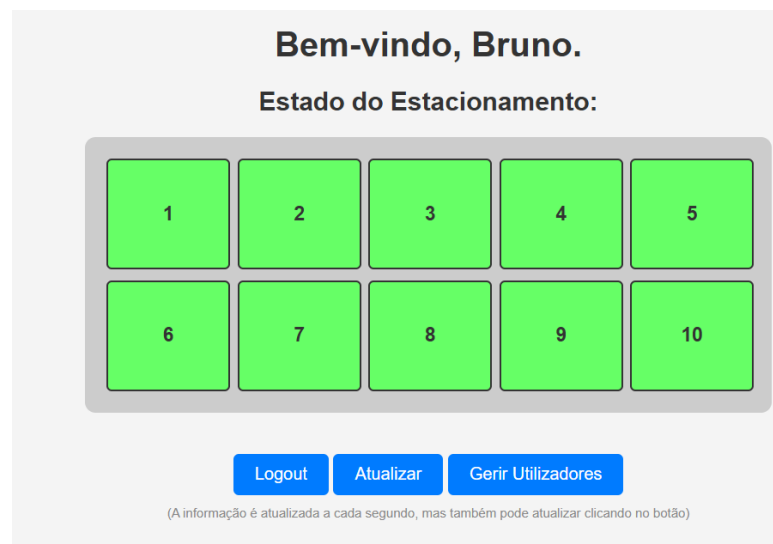 Bem-vindo, Bruno.
Estado do Estacionamento:
1 2 3 4 5
6 7 8 9 10
Logout Atualizar Gerir Utilizadores
(A informação é atualizada a cada segundo, mas também pode atualizar clicando no botão)